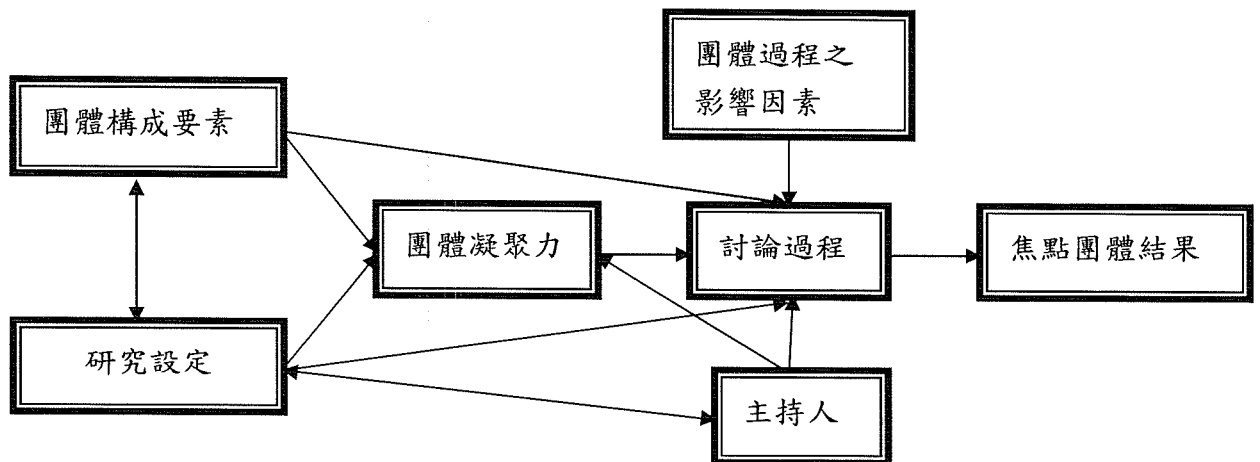 團體過程之
影響因素
團體構成要素
團體凝聚力
討論過程
焦點團體結果
研究設定
主持人